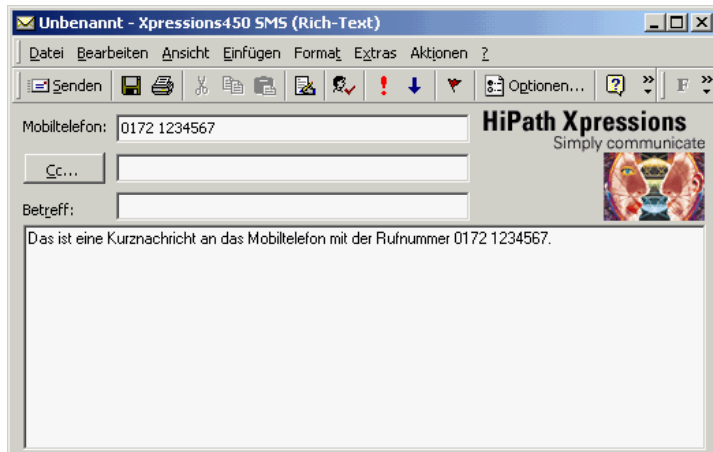 Unbenannt - Xpressions450 SMS (Rich-Text)
Datei Bearbeiten Ansicht Einfügen Format Extras Aktionen ?
Senden Optionen... F
Mobiltelefon: 0172 1234567
HiPath Xpressions
Simply communicate
Cc...
Betreff:
Das ist eine Kurznachricht an das Mobiltelefon mit der Rufnummer 0172 1234567.